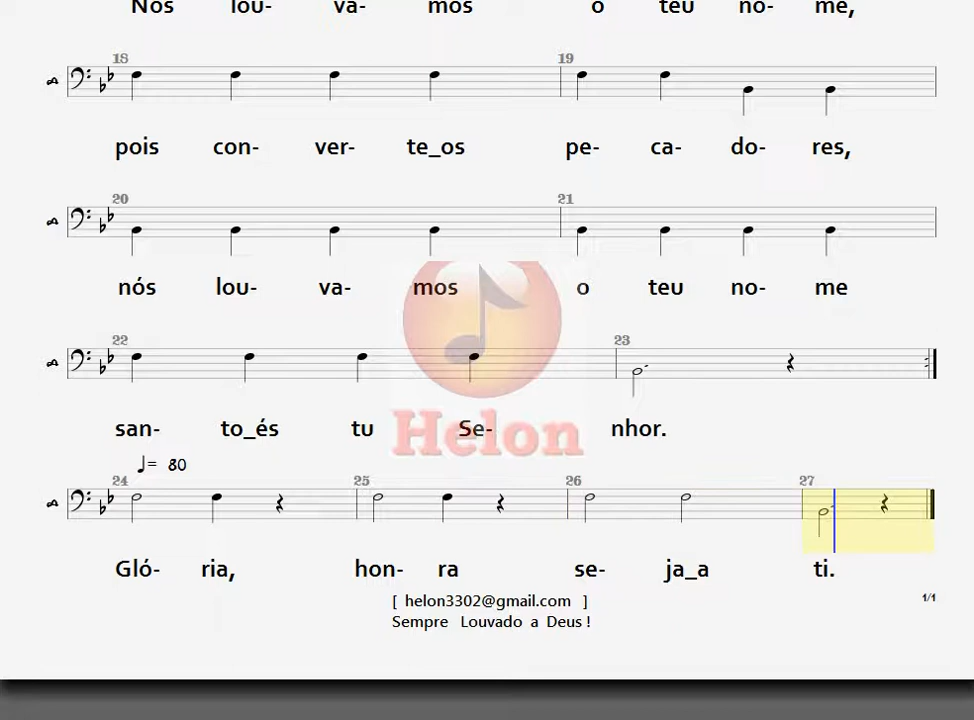 Nós lou- va- mos o teu no- me,
18 19
pois con- ver- te_os pe- ca- do- res,
20 21
nós lou- va- mos o teu no- me
22 23
san- to_és tu Se- nhor.
Helon
♩= 80
24 25 26 27
Gló- ria, hon- ra se- ja_a ti.
[ helon3302@gmail.com ]
1/1
Sempre Louvado a Deus!